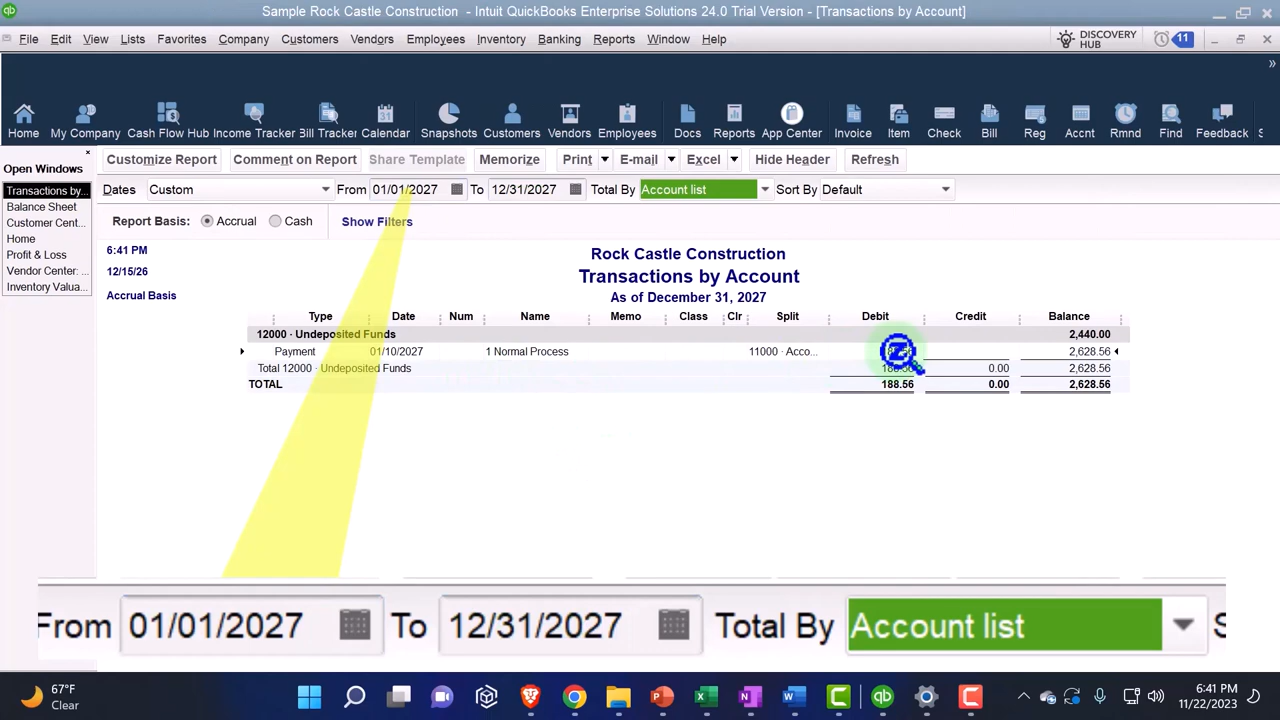 Sample Rock Castle Construction - Intuit QuickBooks Enterprise Solutions 24.0 Trial Version - [Transactions by Account]
File Edit View Lists Favorites Company Customers Vendors Employees Inventory Banking Reports Window Help DISCOVERY HUB 11
Home My Company Cash Flow Hub Income Tracker Bill Tracker Calendar Snapshots Customers Vendors Employees Docs Reports App Center Invoice Item Check Bill Reg Accnt Rmnd Find Feedback S
Open Windows
Transactions by...
Balance Sheet
Customer Cent...
Home
Profit & Loss
Vendor Center: ...
Inventory Valua...
Customize Report Comment on Report Share Template Memorize Print E-mail Excel Hide Header Refresh
Dates Custom From 01/01/2027 To 12/31/2027 Total By Account list Sort By Default
Report Basis: Accrual Cash Show Filters
6:41 PM
12/15/26
Accrual Basis
Rock Castle Construction
Transactions by Account
As of December 31, 2027
Type Date Num Name Memo Class Clr Split Debit Credit Balance
12000 · Undeposited Funds 2,440.00
Payment 01/10/2027 1 Normal Process 11000 · Acco... 2,628.56
Total 12000 · Undeposited Funds 188.56 0.00 2,628.56
TOTAL 188.56 0.00 2,628.56
From 01/01/2027 To 12/31/2027 Total By Account list S
67°F
Clear
6:41 PM
11/22/2023